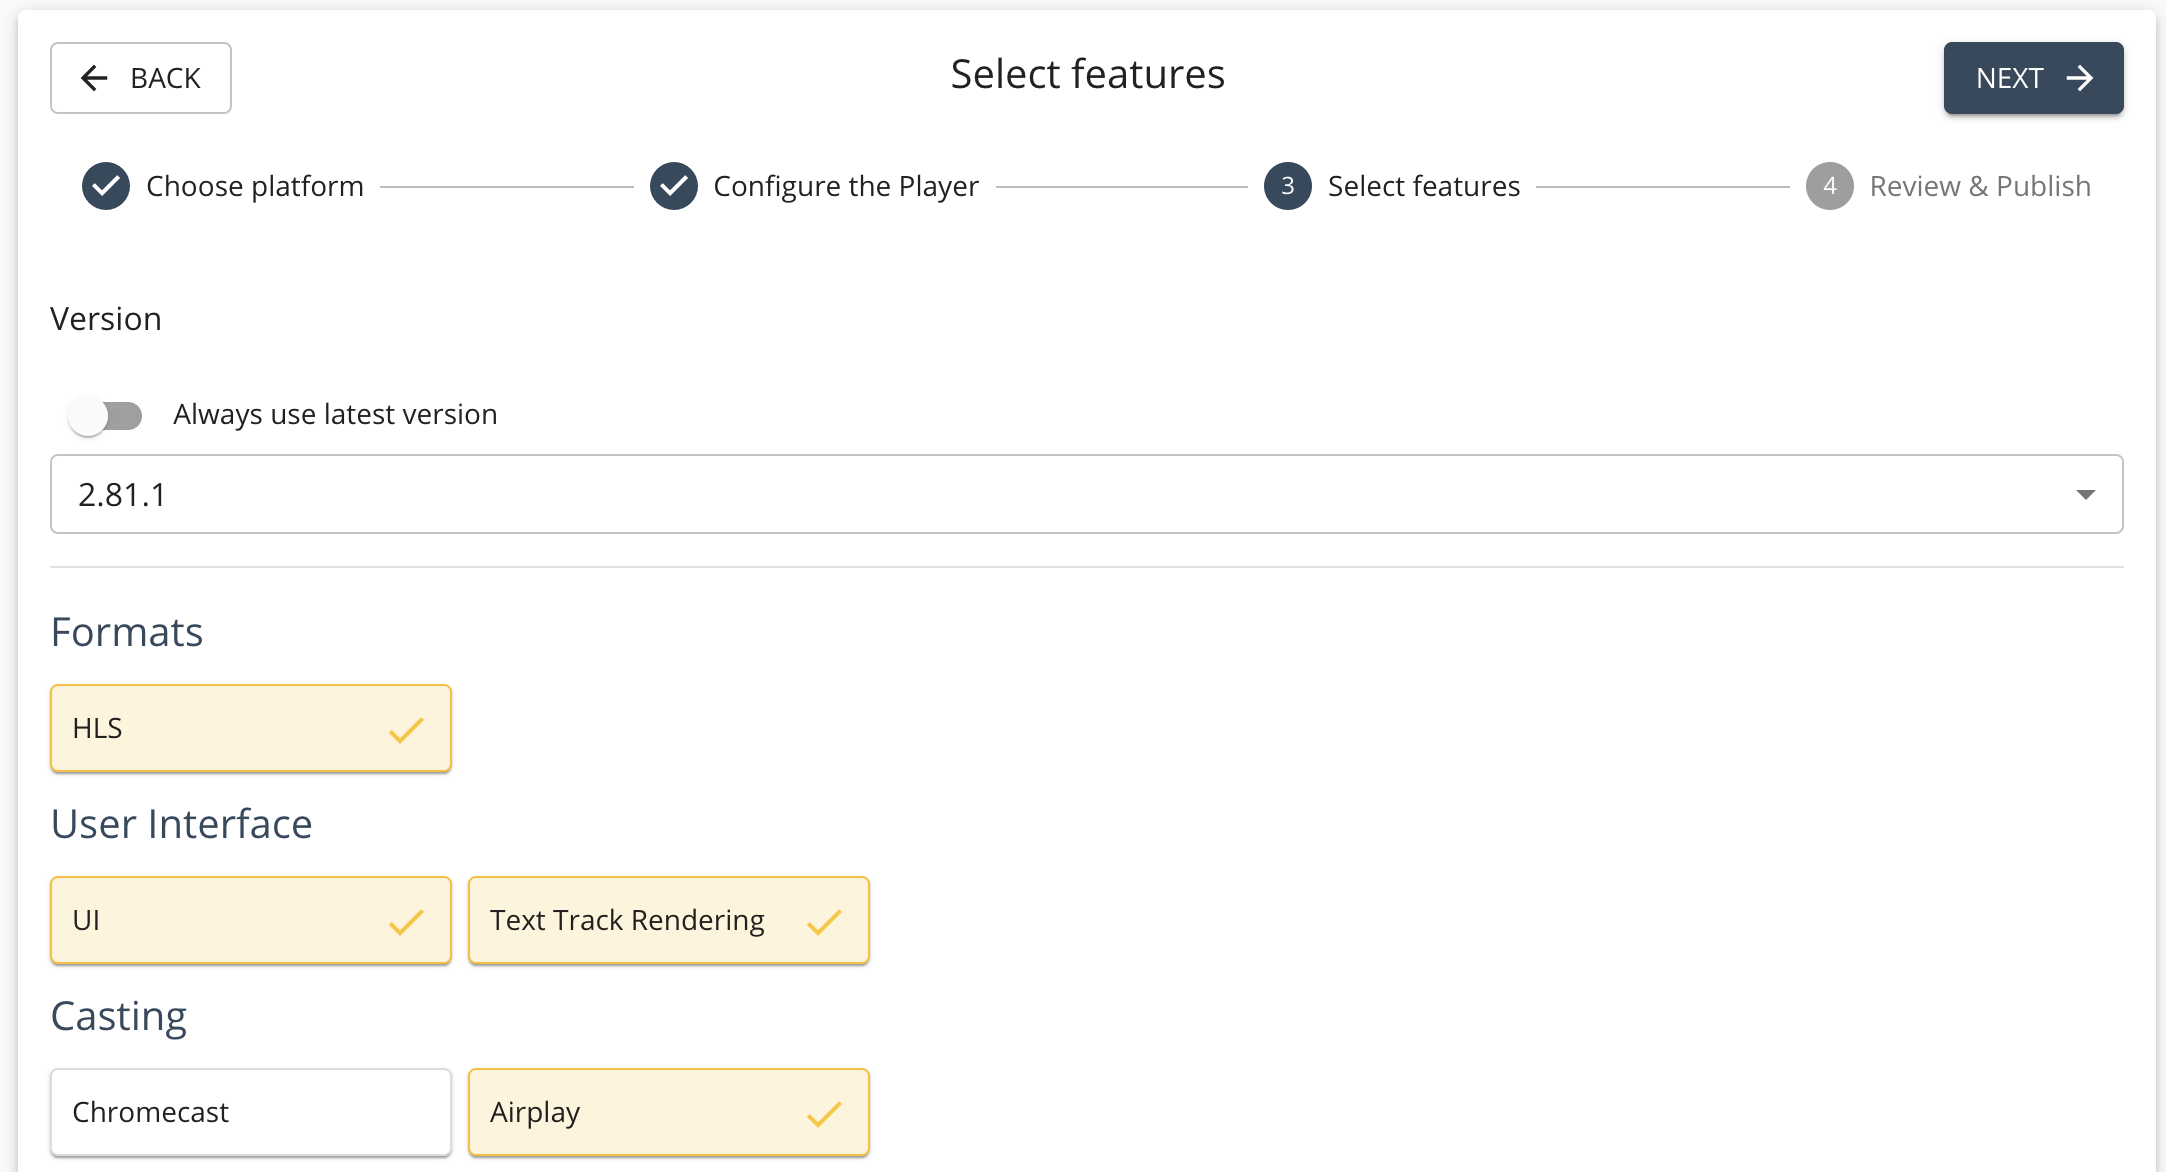 BACK
Select features
NEXT
Choose platform
Configure the Player
3 Select features
4 Review & Publish
Version
Always use latest version
2.81.1
Formats
HLS
User Interface
UI
Text Track Rendering
Casting
Chromecast
Airplay